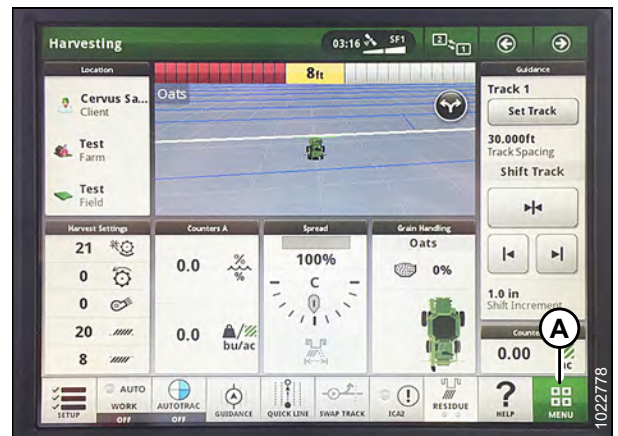 Harvesting
03:16
SF1
2
1
Location
Cervus Sa...
Client
Test
Farm
Test
Field
8ft
Oats
Guidance
Track 1
Set Track
30.000ft
Track Spacing
Shift Track
1.0 in
Shift Increment
Harvest Settings
21
0
0
20
8
Counters A
0.0 %
%
0.0
bu/ac
Spread
100%
C
Grain Handling
Oats
0%
0.00
A
SETUP
AUTO
WORK
OFF
AUTOTRAC
OFF
GUIDANCE
QUICK LINE
SWAP TRACK
ICA2
RESIDUE
?
HELP
MENU
1022778